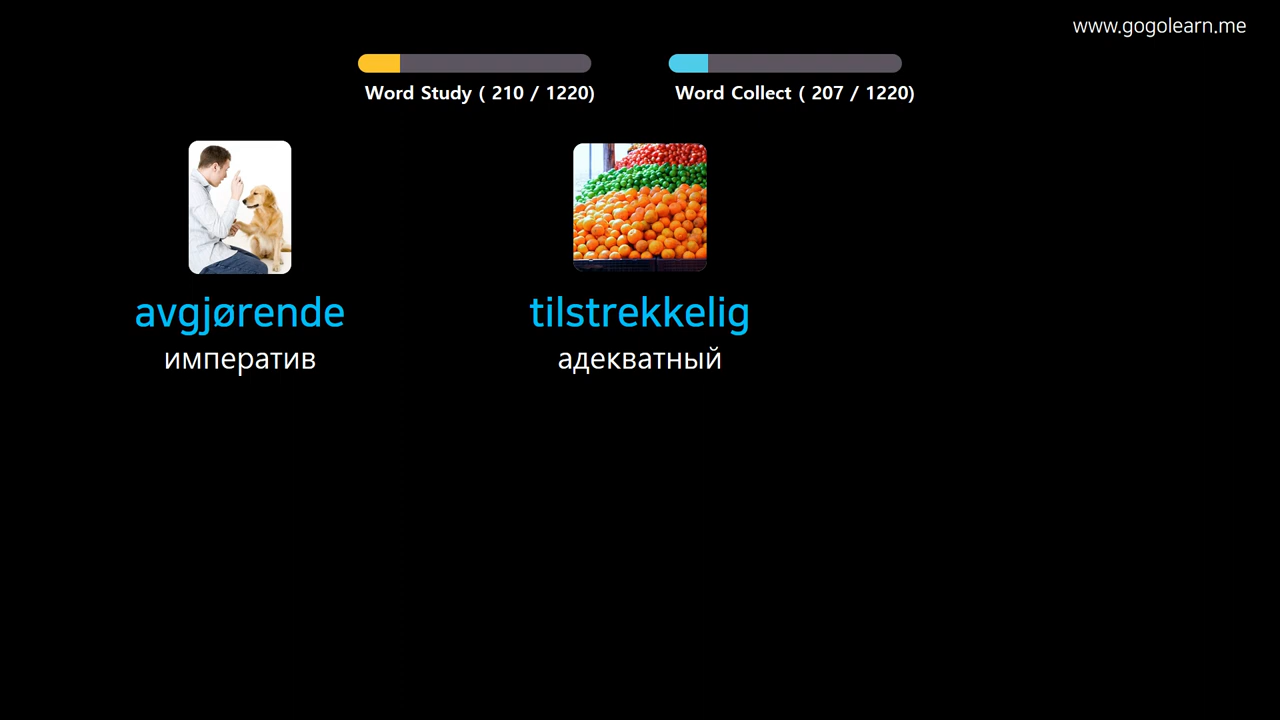 www.gogolearn.me
Word Study ( 210 / 1220)
Word Collect ( 207 / 1220)
avgjørende
императив
tilstrekkelig
адекватный